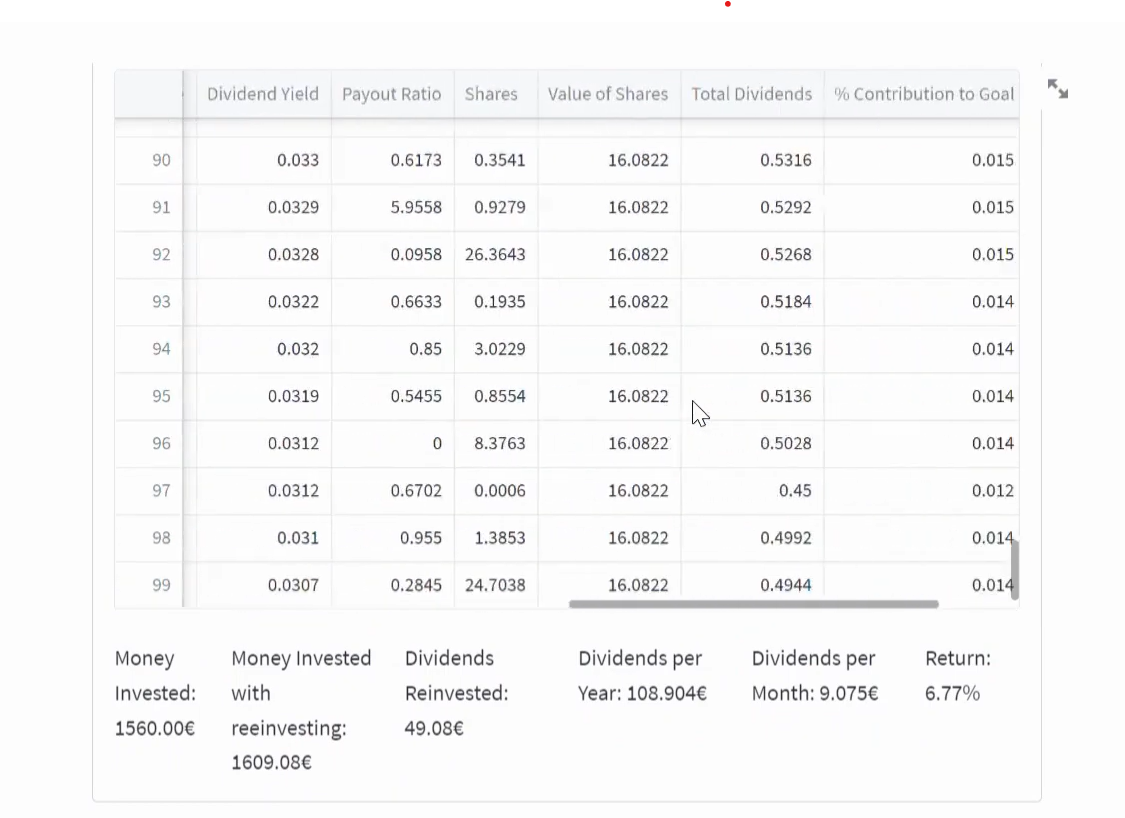 Dividend Yield Payout Ratio Shares Value of Shares Total Dividends % Contribution to Goal
90 0.033 0.6173 0.3541 16.0822 0.5316 0.015
91 0.0329 5.9558 0.9279 16.0822 0.5292 0.015
92 0.0328 0.0958 26.3643 16.0822 0.5268 0.015
93 0.0322 0.6633 0.1935 16.0822 0.5184 0.014
94 0.032 0.85 3.0229 16.0822 0.5136 0.014
95 0.0319 0.5455 0.8554 16.0822 0.5136 0.014
96 0.0312 0 8.3763 16.0822 0.5028 0.014
97 0.0312 0.6702 0.0006 16.0822 0.45 0.012
98 0.031 0.955 1.3853 16.0822 0.4992 0.014
99 0.0307 0.2845 24.7038 16.0822 0.4944 0.014
Money
Invested:
1560.00€
Money Invested
with
reeinvesting:
1609.08€
Dividends
Reinvested:
49.08€
Dividends per
Year: 108.904€
Dividends per
Month: 9.075€
Return:
6.77%